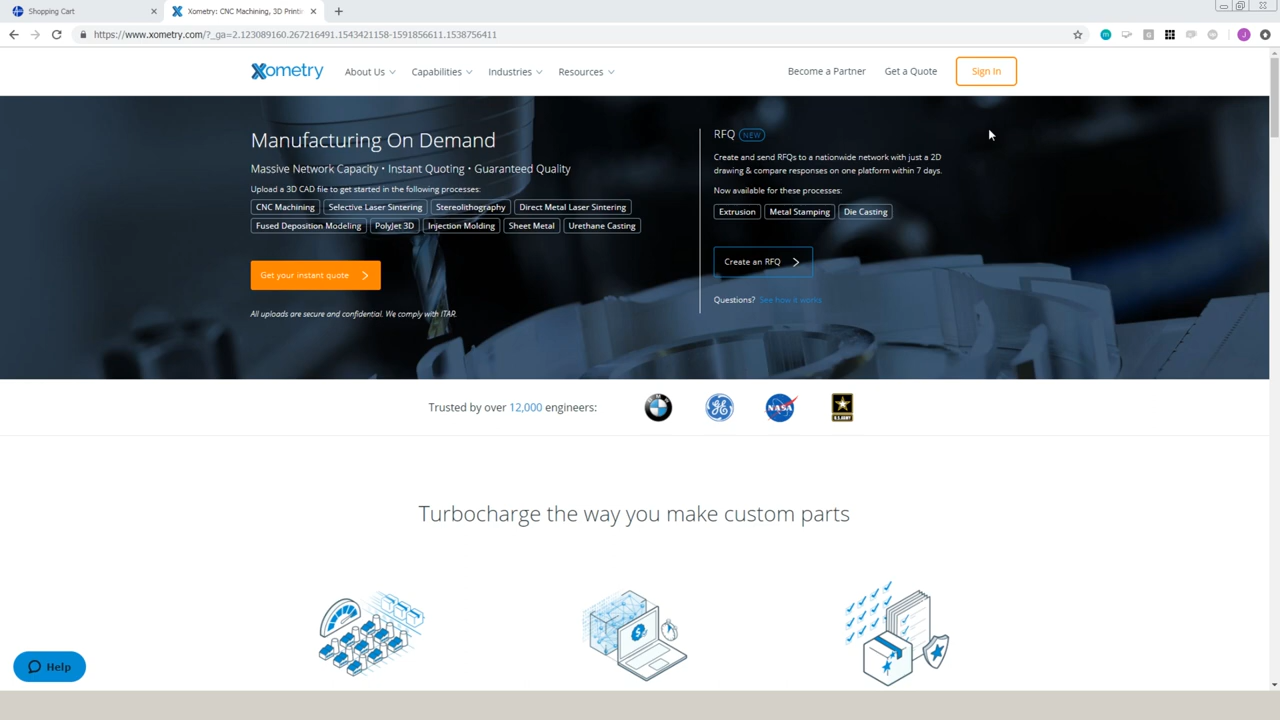 Shopping Cart
Xometry: CNC Machining, 3D Printin
https://www.xometry.com/?_ga=2.123089160.267216491.1543421158-1591856611.1538756411
Xometry
About Us
Capabilities
Industries
Resources
Become a Partner
Get a Quote
Sign In
Manufacturing On Demand
Massive Network Capacity • Instant Quoting • Guaranteed Quality
Upload a 3D CAD file to get started in the following processes:
CNC Machining
Selective Laser Sintering
Stereolithography
Direct Metal Laser Sintering
Fused Deposition Modeling
PolyJet 3D
Injection Molding
Sheet Metal
Urethane Casting
Get your instant quote
All uploads are secure and confidential. We comply with ITAR.
RFQ NEW
Create and send RFQs to a nationwide network with just a 2D
drawing & compare responses on one platform within 7 days.
Now available for these processes:
Extrusion
Metal Stamping
Die Casting
Create an RFQ
Questions? See how it works
Trusted by over 12,000 engineers:
BMW
GE
NASA
U.S.ARMY
Turbocharge the way you make custom parts
Help